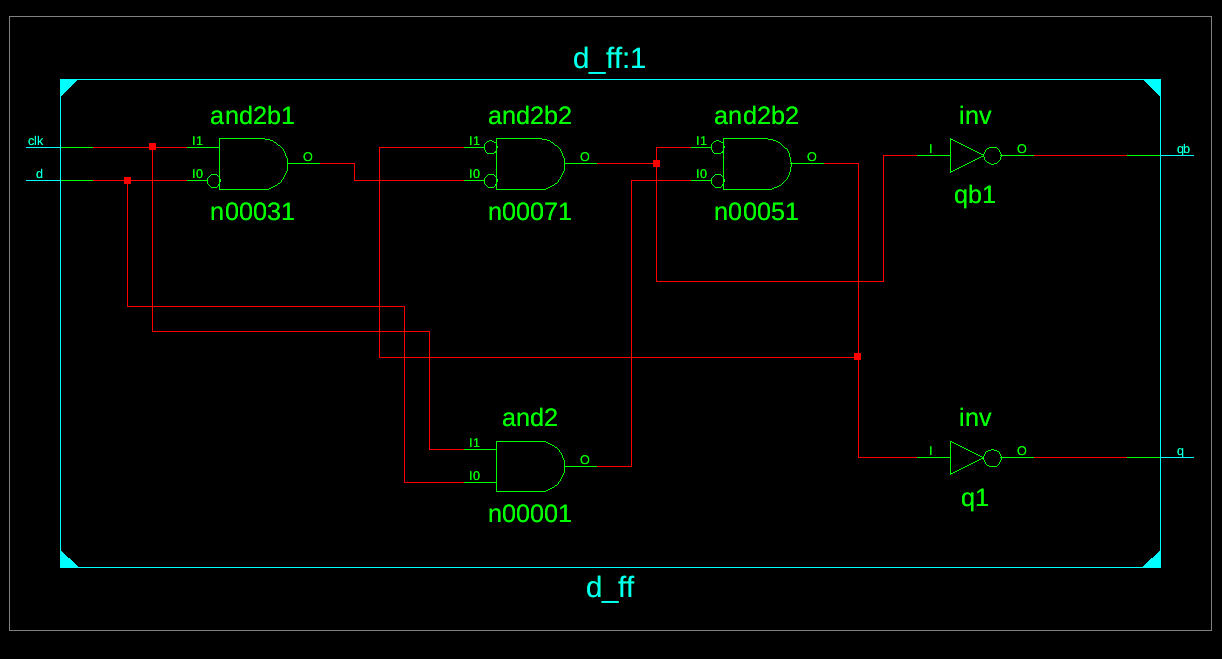 d_ff:1
and2b1
and2b2
and2b2
inv
clk
I1
O
I1
O
I1
O
I
O
qb
d
I0
I0
I0
n00031
n00071
n00051
qb1
and2
inv
I1
O
I
O
q
I0
n00001
q1
d_ff